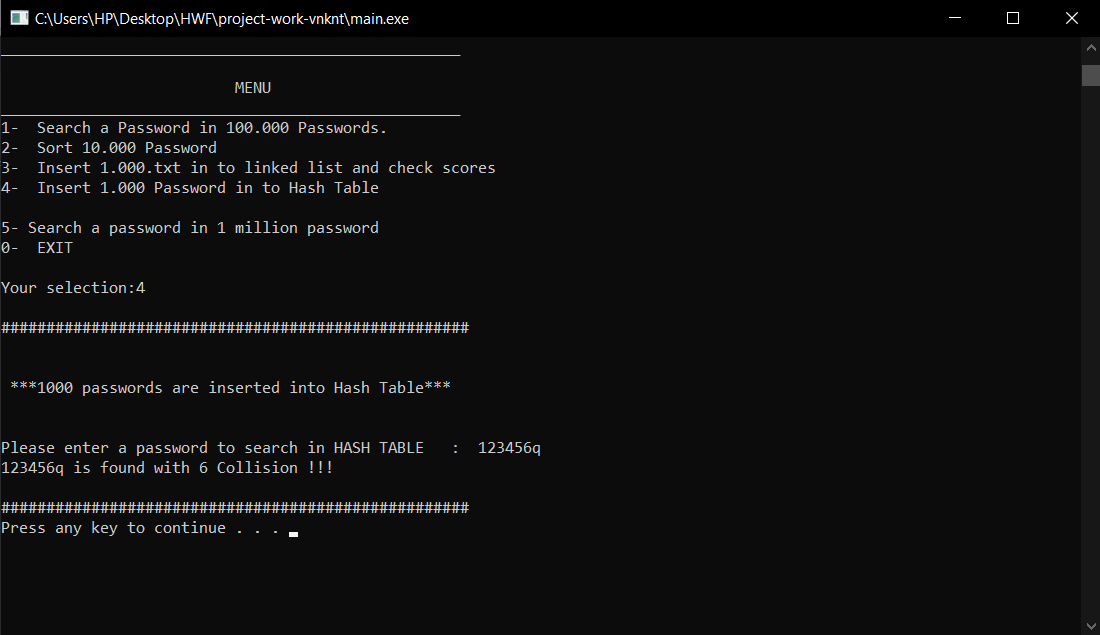 C:\Users\HP\Desktop\HWF\project-work-vnknt\main.exe
___________________________________________________
MENU
___________________________________________________
1-  Search a Password in 100.000 Passwords.
2-  Sort 10.000 Password
3-  Insert 1.000.txt in to linked list and check scores
4-  Insert 1.000 Password in to Hash Table
5- Search a password in 1 million password
0-  EXIT
Your selection:4
####################################################
***1000 passwords are inserted into Hash Table***
Please enter a password to search in HASH TABLE   :  123456q
123456q is found with 6 Collision !!!
####################################################
Press any key to continue . . .